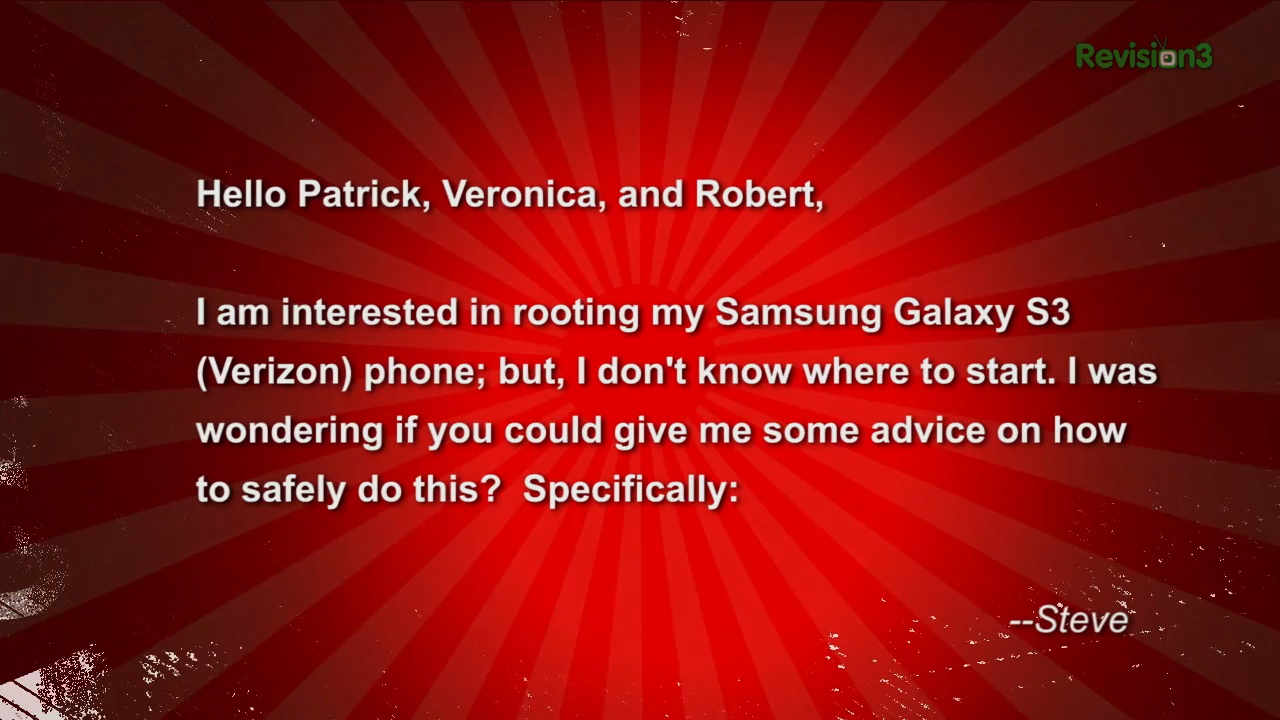 Revision3
Hello Patrick, Veronica, and Robert,
I am interested in rooting my Samsung Galaxy S3
(Verizon) phone; but, I don't know where to start. I was
wondering if you could give me some advice on how
to safely do this?  Specifically:
--Steve